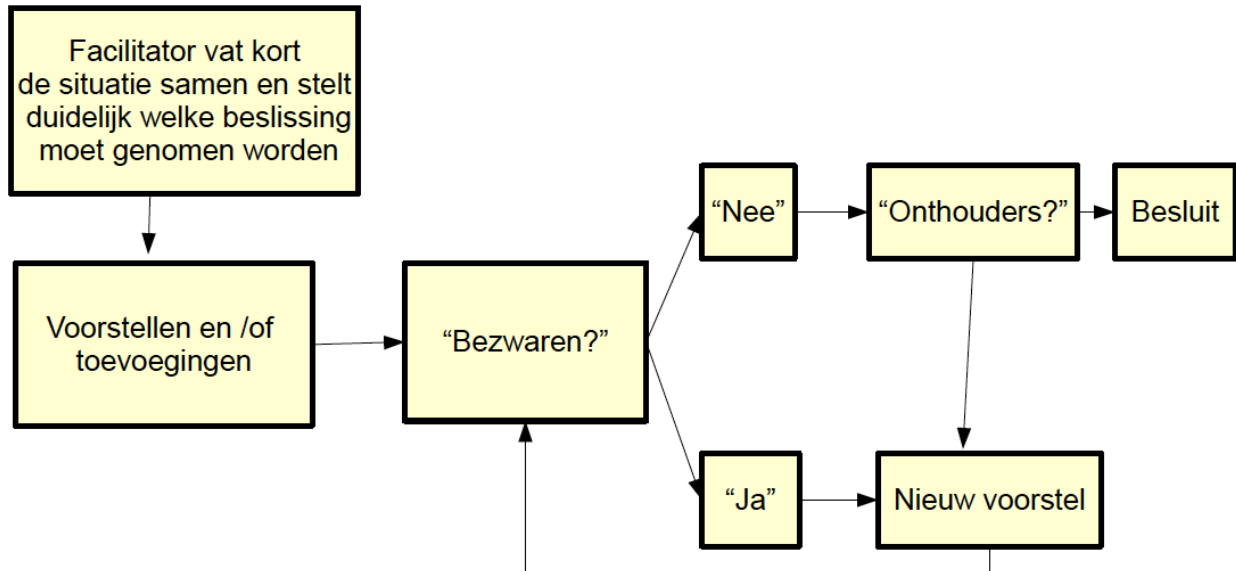 Facilitator vat kort
de situatie samen en stelt
duidelijk welke beslissing
moet genomen worden
Voorstellen en /of
toevoegingen
“Bezwaren?”
“Nee”
“Onthouders?”
Besluit
“Ja”
Nieuw voorstel